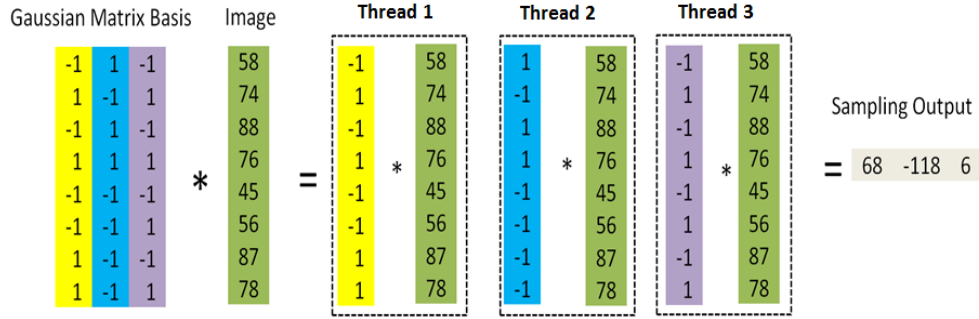 Gaussian Matrix Basis Image Thread 1 Thread 2 Thread 3
-1 1 -1 58 -1 58 1 58 -1 58
1 -1 1 74 1 74 -1 74 1 74
-1 1 -1 88 -1 88 1 88 -1 88
1 1 1 76 1 76 1 76 1 76
-1 -1 -1 45 -1 45 -1 45 -1 45
-1 -1 1 56 -1 56 -1 56 1 56
1 -1 -1 87 1 87 -1 87 -1 87
1 -1 1 78 1 78 -1 78 1 78
* = * * * =
Sampling Output
68 -118 6